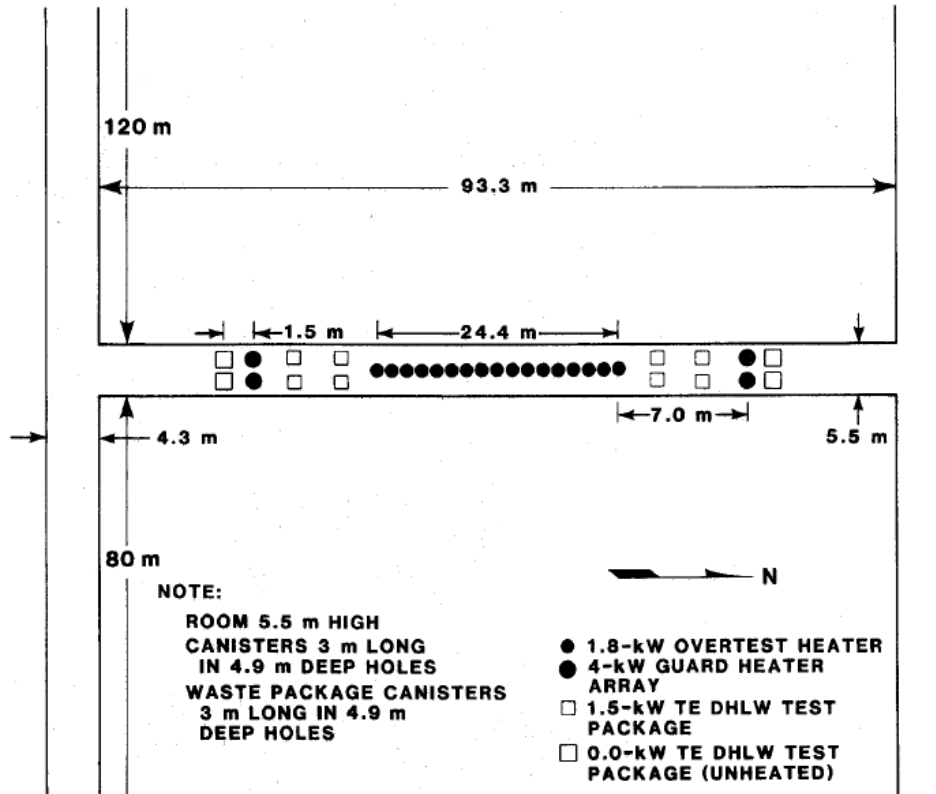 120 m
93.3 m
1.5 m
24.4 m
7.0 m
4.3 m
5.5 m
80 m
N
NOTE:
ROOM 5.5 m HIGH
CANISTERS 3 m LONG
IN 4.9 m DEEP HOLES
WASTE PACKAGE CANISTERS
3 m LONG IN 4.9 m
DEEP HOLES
1.8-kW OVERTEST HEATER
4-kW GUARD HEATER
ARRAY
1.5-kW TE DHLW TEST
PACKAGE
0.0-kW TE DHLW TEST
PACKAGE (UNHEATED)